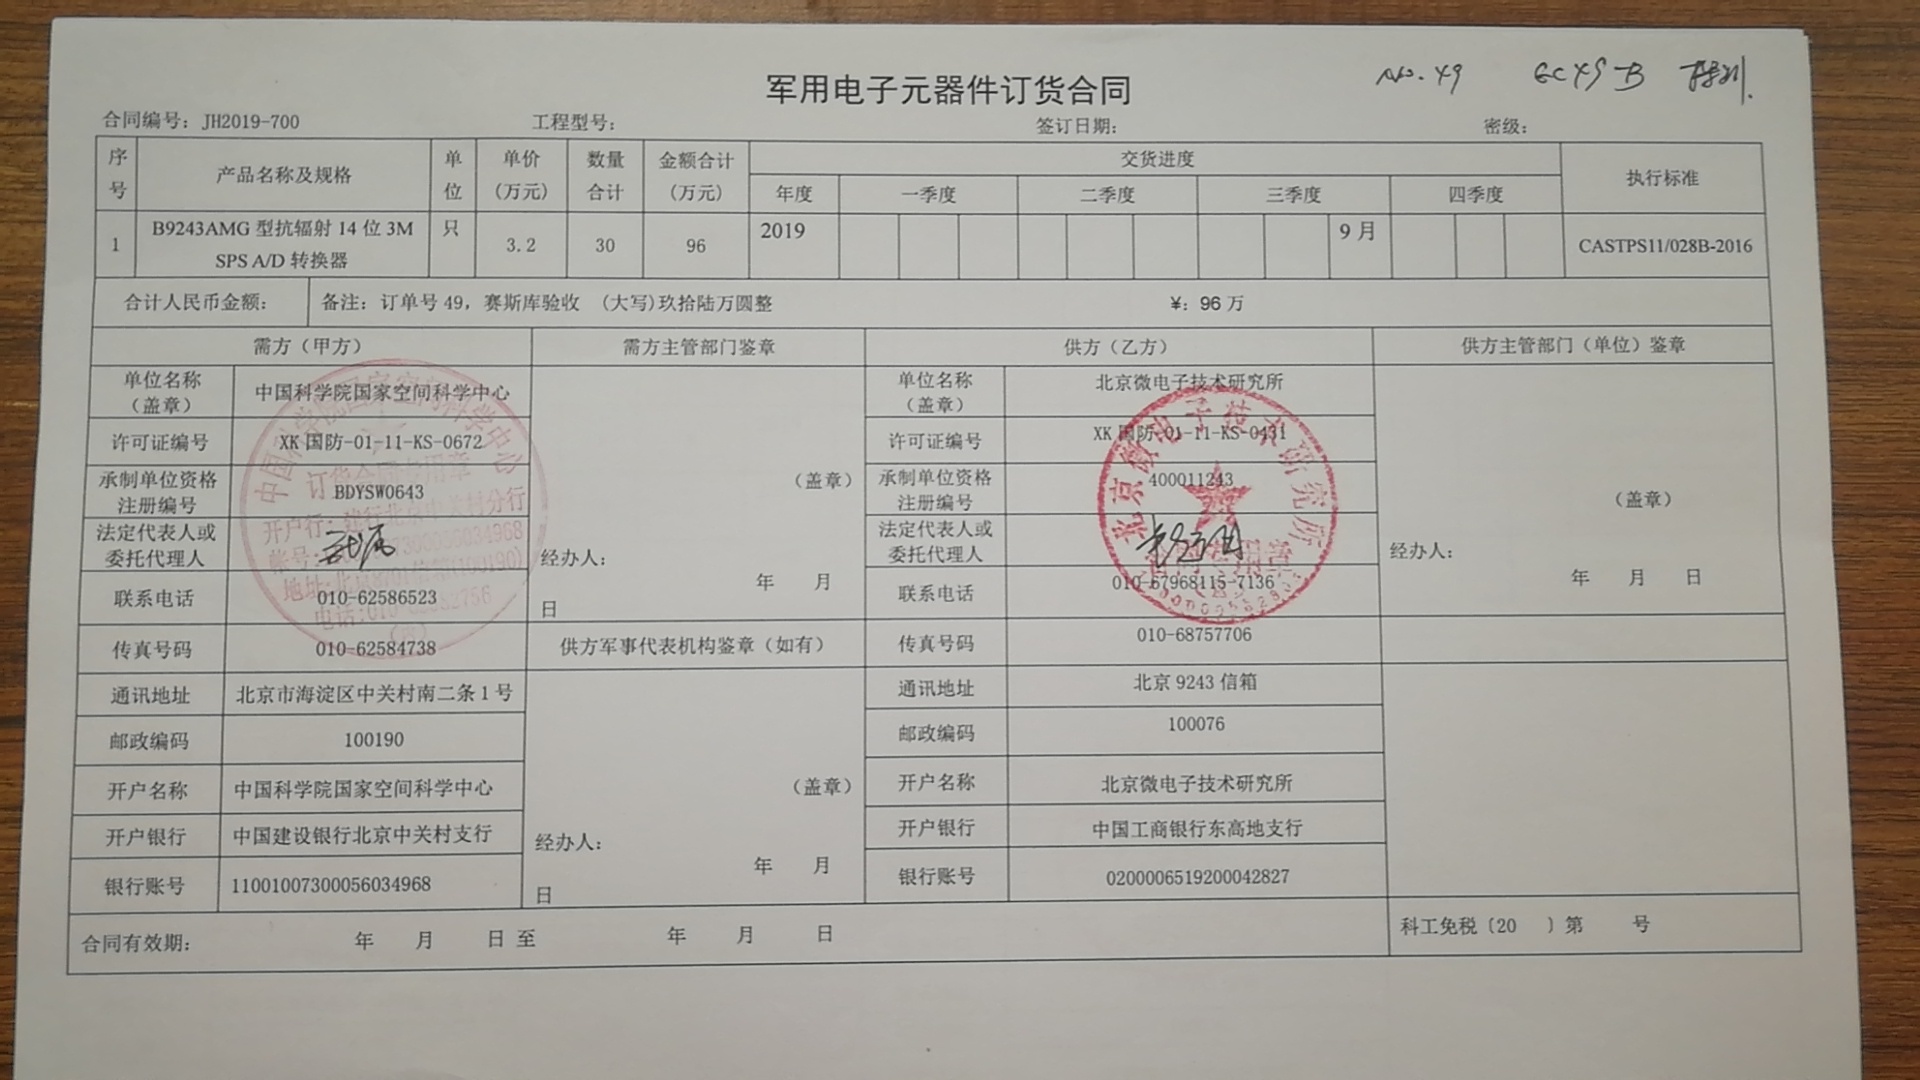 No.49 GC49-B
军用电子元器件订货合同
合同编号：JH2019-700 工程型号： 签订日期： 密级：
序号 产品名称及规格 单位 单价（万元） 数量合计 金额合计（万元） 交货进度 执行标准
年度 一季度 二季度 三季度 四季度
1 B9243AMG 型抗辐射 14 位 3M SPS A/D 转换器 只 3.2 30 96 2019 9 月 CASTPS11/028B-2016
合计人民币金额： 备注：订单号 49，赛斯库验收 （大写）玖拾陆万圆整 ¥：96 万
需方（甲方） 需方主管部门鉴章 供方（乙方） 供方主管部门（单位）鉴章
单位名称（盖章） 中国科学院国家空间科学中心 单位名称（盖章） 北京微电子技术研究所
许可证编号 XK 国防-01-11-KS-0672 许可证编号 XK 国防-01-11-KS-0431
承制单位资格注册编号 BDYSW0643 （盖章） 承制单位资格注册编号 400011243 （盖章）
法定代表人或委托代理人 经办人： 法定代表人或委托代理人 经办人：
年 月 日 年 月 日
联系电话 010-62586523 联系电话 010-67968115-7136
传真号码 010-62584738 供方军事代表机构鉴章（如有） 传真号码 010-68757706
通讯地址 北京市海淀区中关村南二条 1 号 通讯地址 北京 9243 信箱
邮政编码 100190 邮政编码 100076
开户名称 中国科学院国家空间科学中心 （盖章） 开户名称 北京微电子技术研究所
开户银行 中国建设银行北京中关村支行 经办人： 开户银行 中国工商银行东高地支行
年 月 日
银行账号 11001007300056034968 银行账号 0200006519200042827
合同有效期： 年 月 日 至 年 月 日 科工免税〔20 〕第 号
中国科学院国家空间科学中心
订货合同专用章
开户行：建行北京中关村分行
北京微电子技术研究所
合同专用章